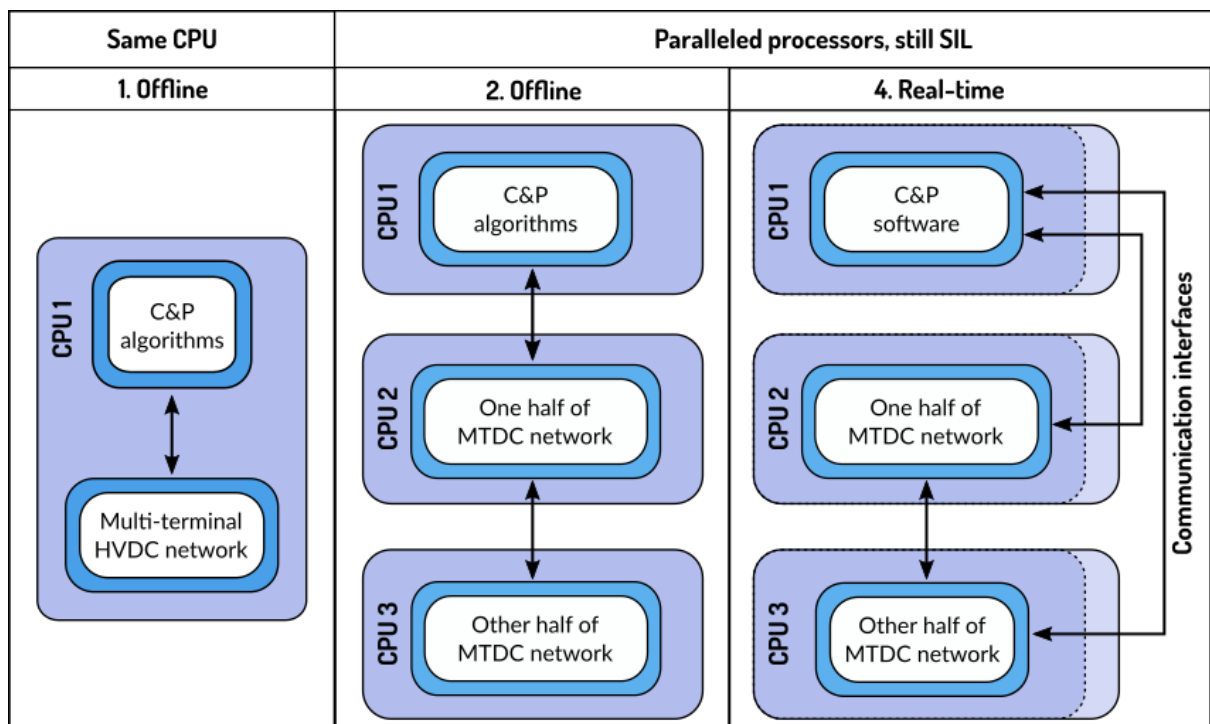 Same CPU
Paralleled processors, still SIL
1. Offline
2. Offline
4. Real-time
CPU 1
C&P
algorithms
Multi-terminal
HVDC network
CPU 1
C&P
algorithms
CPU 2
One half of
MTDC network
CPU 3
Other half of
MTDC network
CPU 1
C&P
software
CPU 2
One half of
MTDC network
CPU 3
Other half of
MTDC network
Communication interfaces